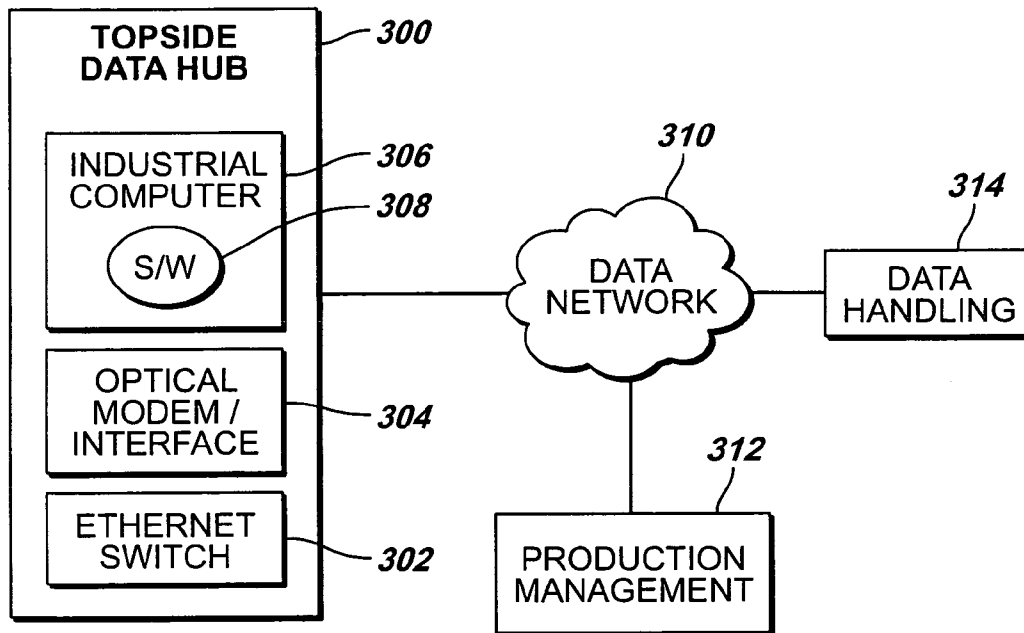 TOPSIDE
DATA HUB
300
INDUSTRIAL
COMPUTER
306
S/W
308
OPTICAL
MODEM /
INTERFACE
304
ETHERNET
SWITCH
302
310
DATA
NETWORK
314
DATA
HANDLING
312
PRODUCTION
MANAGEMENT